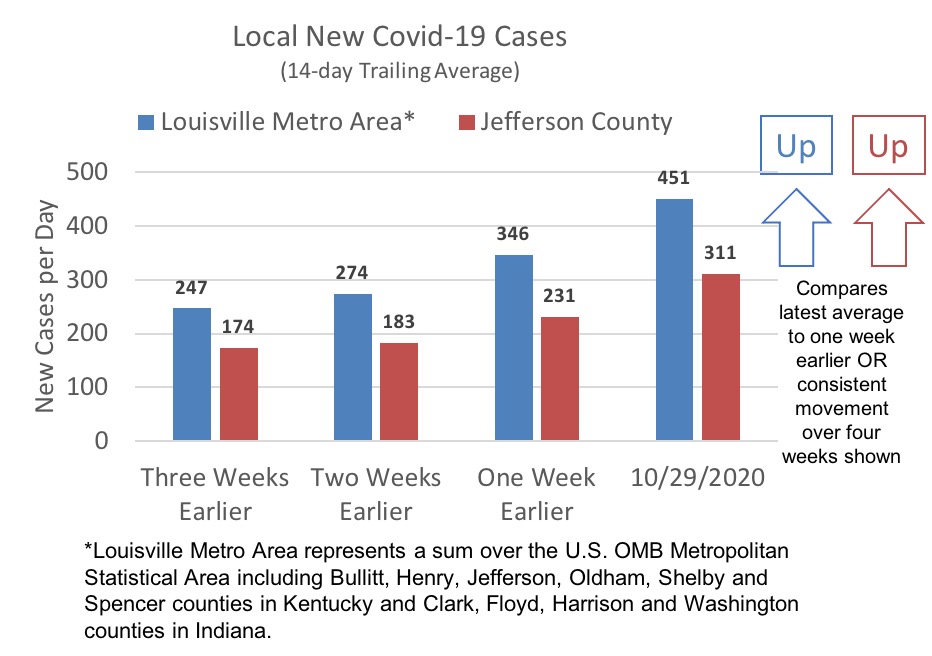 Local New Covid-19 Cases
(14-day Trailing Average)
Louisville Metro Area* Jefferson County
Up Up
New Cases per Day
500
400
300
200
100
0
247 174
274 183
346 231
451 311
Three Weeks Earlier
Two Weeks Earlier
One Week Earlier
10/29/2020
Compares
latest average
to one week
earlier OR
consistent
movement
over four
weeks shown
*Louisville Metro Area represents a sum over the U.S. OMB Metropolitan
Statistical Area including Bullitt, Henry, Jefferson, Oldham, Shelby and
Spencer counties in Kentucky and Clark, Floyd, Harrison and Washington
counties in Indiana.